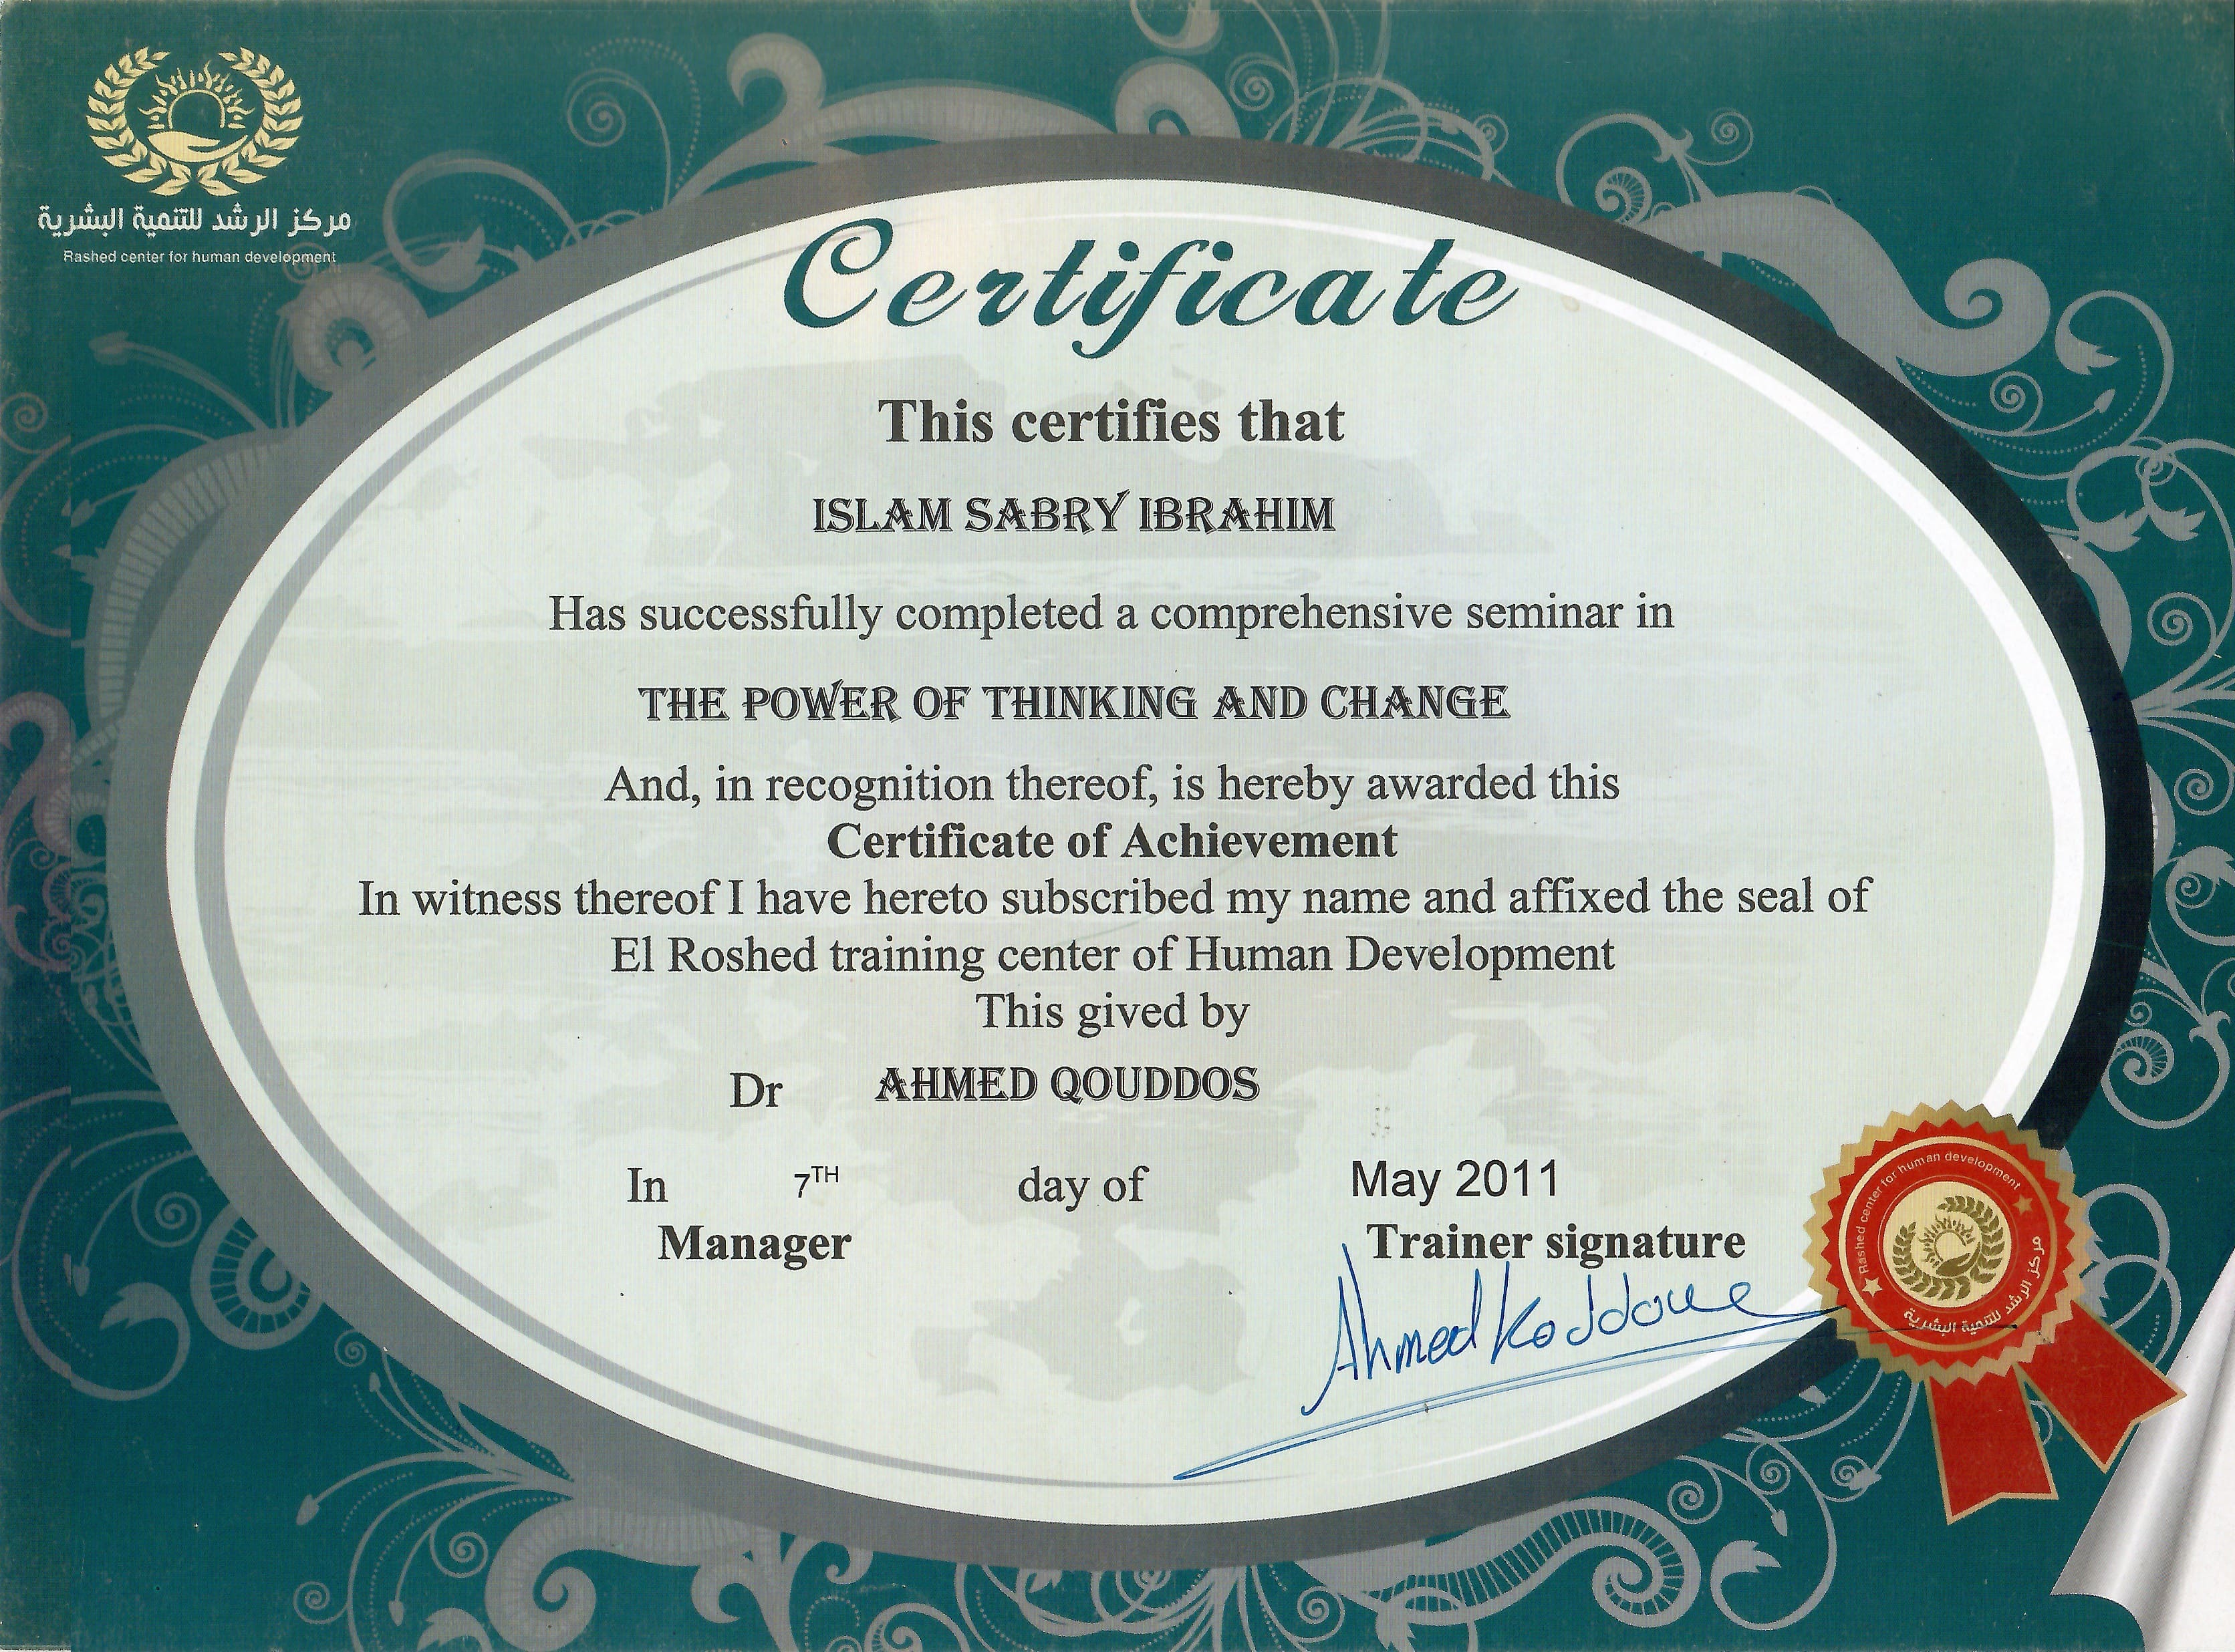 مركز الرشد للتنمية البشرية
Rashed center for human development
Certificate
This certifies that
ISLAM SABRY IBRAHIM
Has successfully completed a comprehensive seminar in
THE POWER OF THINKING AND CHANGE
And, in recognition thereof, is hereby awarded this
Certificate of Achievement
In witness thereof I have hereto subscribed my name and affixed the seal of
El Roshed training center of Human Development
This gived by
Dr AHMED QOUDDOS
In 7TH day of May 2011
Manager Trainer signature
Ahmed
Rashed center for human development
مركز الرشد للتنمية البشرية